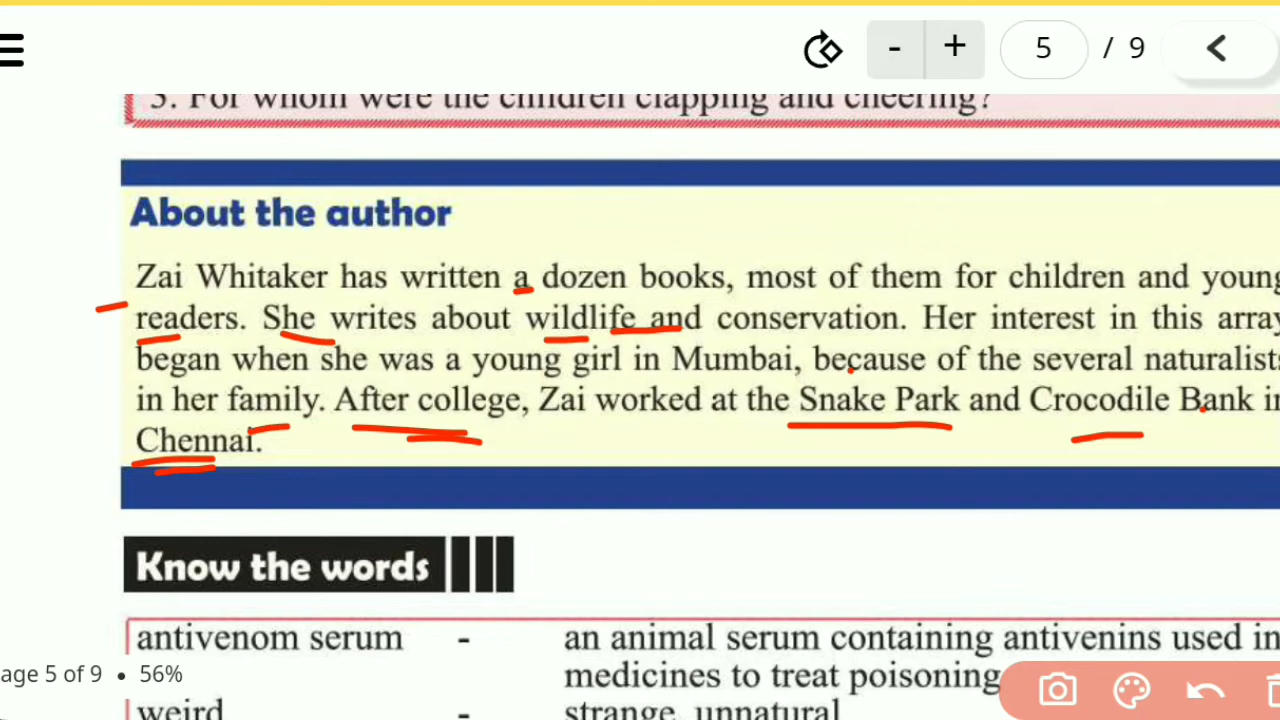 - + 5 / 9
3. For whom were the children clapping and cheering?
About the author
Zai Whitaker has written a dozen books, most of them for children and young
readers. She writes about wildlife and conservation. Her interest in this array
began when she was a young girl in Mumbai, because of the several naturalists
in her family. After college, Zai worked at the Snake Park and Crocodile Bank in
Chennai.
Know the words
antivenom serum - an animal serum containing antivenins used in
medicines to treat poisoning
age 5 of 9 • 56%
weird - strange, unnatural